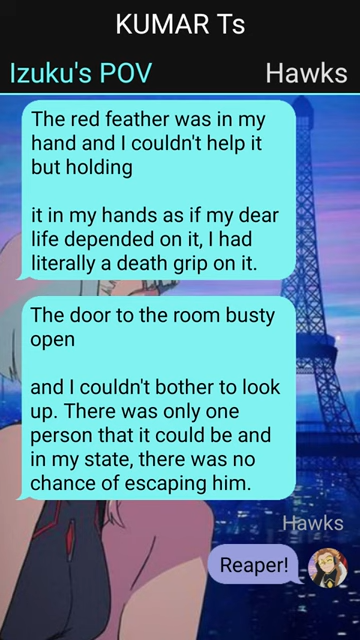 KUMAR Ts
Izuku's POV Hawks
The red feather was in my
hand and I couldn't help it
but holding
it in my hands as if my dear
life depended on it, I had
literally a death grip on it.
The door to the room busty
open
and I couldn't bother to look
up. There was only one
person that it could be and
in my state, there was no
chance of escaping him.
Hawks
Reaper!